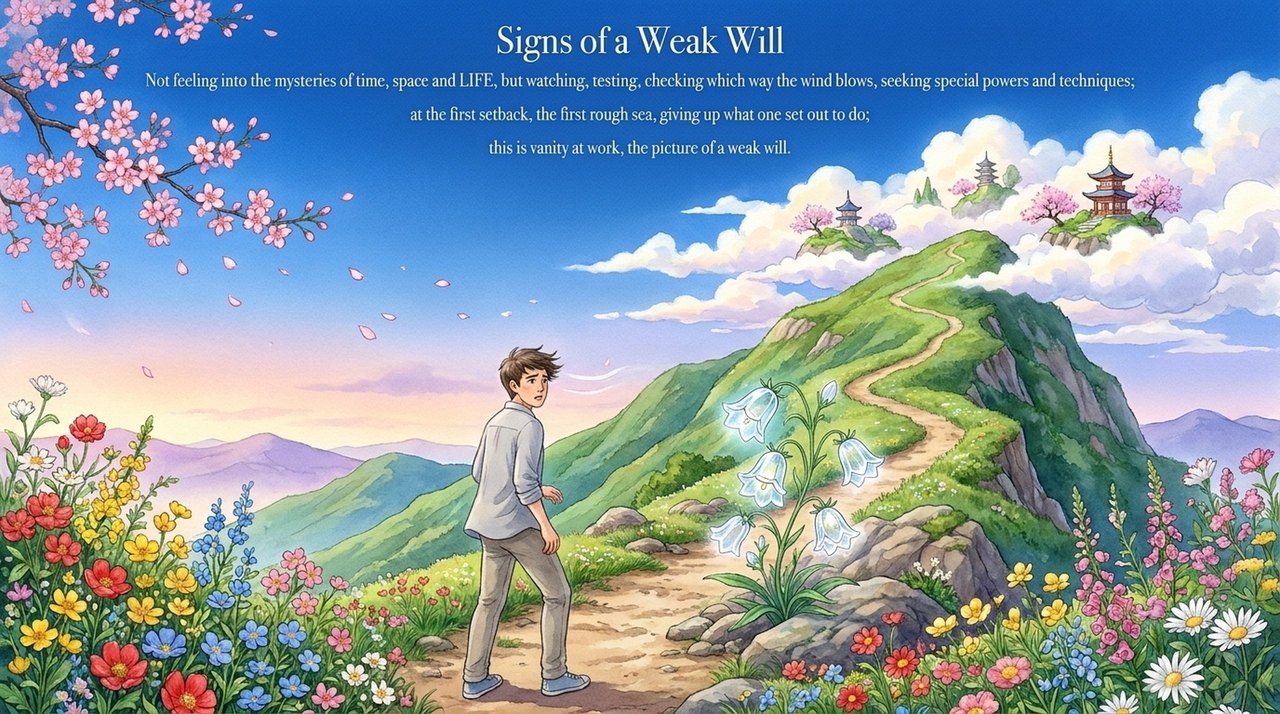 Signs of a Weak Will
Not feeling into the mysteries of time, space and LIFE, but watching, testing, checking which way the wind blows, seeking special powers and techniques;
at the first setback, the first rough sea, giving up what one set out to do;
this is vanity at work, the picture of a weak will.